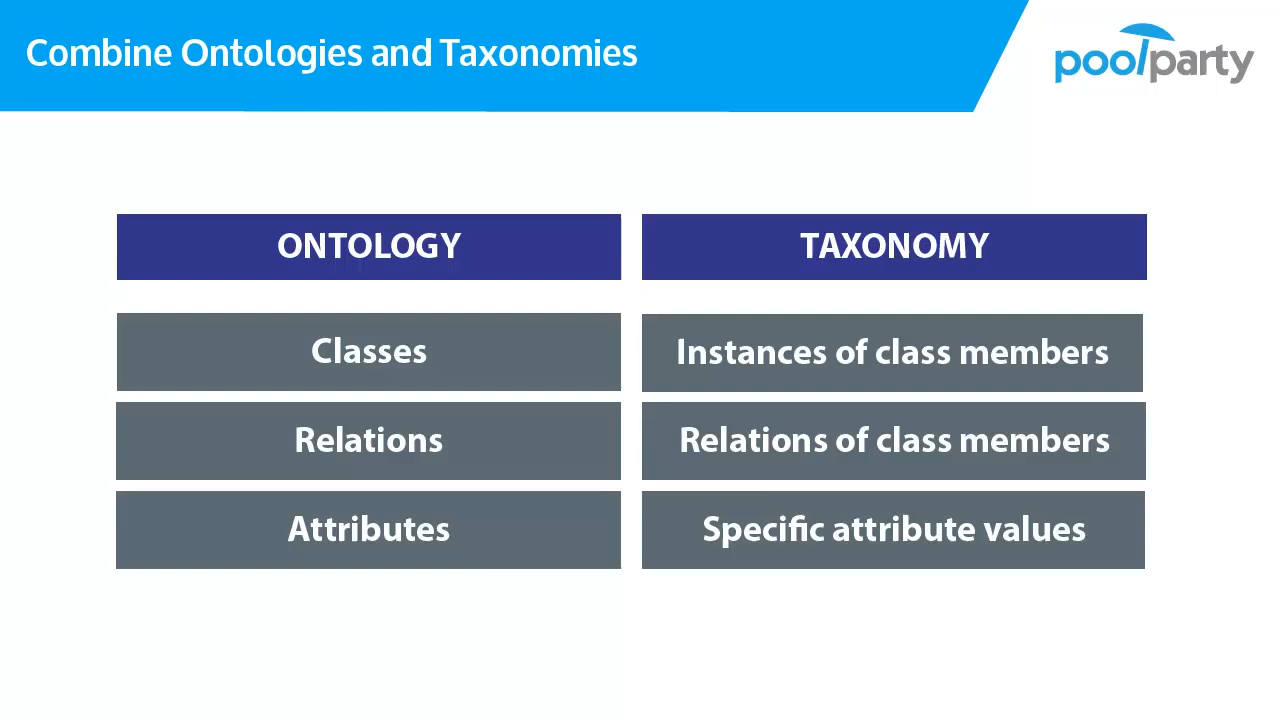 Combine Ontologies and Taxonomies
poolparty
ONTOLOGY
TAXONOMY
Classes
Instances of class members
Relations
Relations of class members
Attributes
Specific attribute values